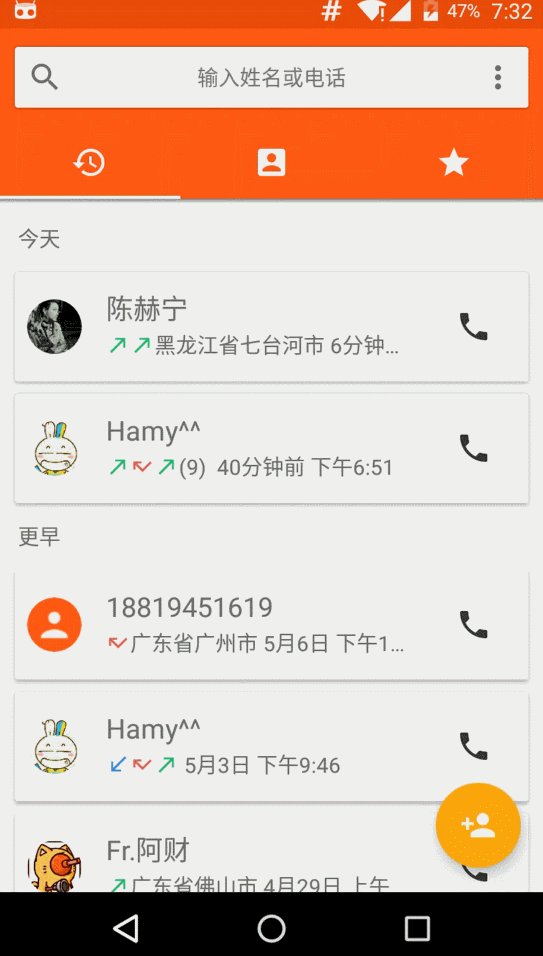 # 47% 7:32
输入姓名或电话
今天
陈赫宁
黑龙江省七台河市 6分钟...
Hamy^^
(9) 40分钟前 下午6:51
更早
18819451619
广东省广州市 5月6日 下午1...
Hamy^^
5月3日 下午9:46
Fr.阿财
广东省佛山市 4月29日 上午